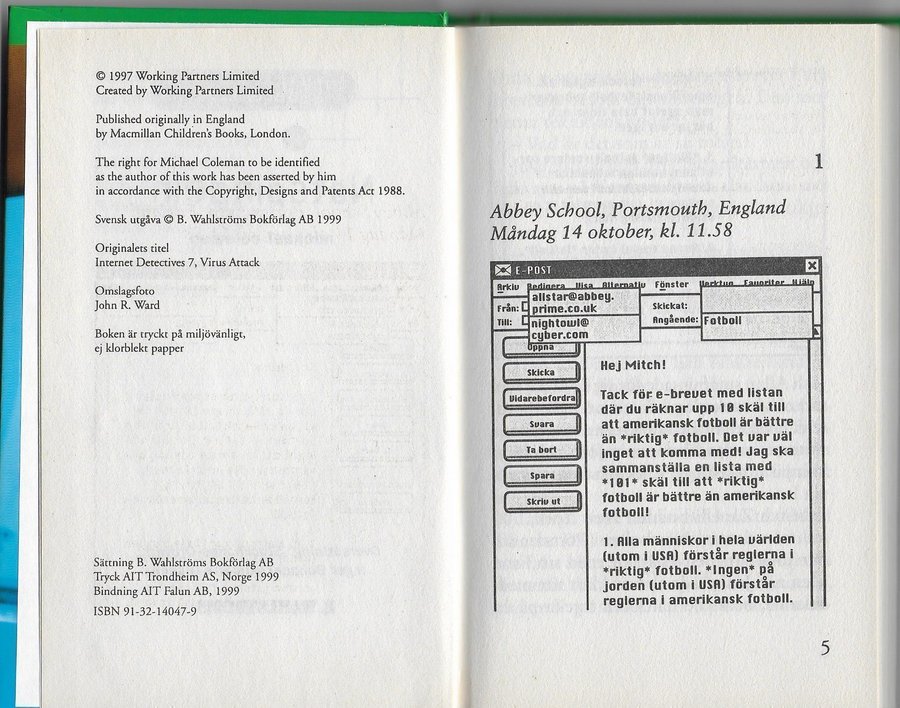 © 1997 Working Partners Limited
Created by Working Partners Limited
Published originally in England
by Macmillan Children's Books, London.
The right for Michael Coleman to be identified
as the author of this work has been asserted by him
in accordance with the Copyright, Designs and Patents Act 1988.
Svensk utgåva © B. Wahlströms Bokförlag AB 1999
Originalets titel
Internet Detectives 7, Virus Attack
Omslagsfoto
John R. Ward
Boken är tryckt på miljövänligt,
ej klorblekt papper
Sättning B. Wahlströms Bokförlag AB
Tryck AIT Trondheim AS, Norge 1999
Bindning AIT Falun AB, 1999
ISBN 91-32-14047-9
1
Abbey School, Portsmouth, England
Måndag 14 oktober, kl. 11.58
E-POST
Arkiv Redigera Visa Alternativ Fönster Verktyg Favoriter Hjälp
Från: allstar@abbey.
prime.co.uk
Skickat:
Till: nightowl@
cyber.com
Angående: Fotboll
Öppna
Skicka
Vidarebefordra
Svara
Ta bort
Spara
Skriv ut
Hej Mitch!
Tack för e-brevet med listan
där du räknar upp 10 skäl till
att amerikansk fotboll är bättre
än *riktig* fotboll. Det var väl
inget att komma med! Jag ska
sammanställa en lista med
*101* skäl till att *riktig*
fotboll är bättre än amerikansk
fotboll!
1. Alla människor i hela världen
(utom i USA) förstår reglerna i
*riktig* fotboll. *Ingen* på
jorden (utom i USA) förstår
reglerna i amerikansk fotboll.
5